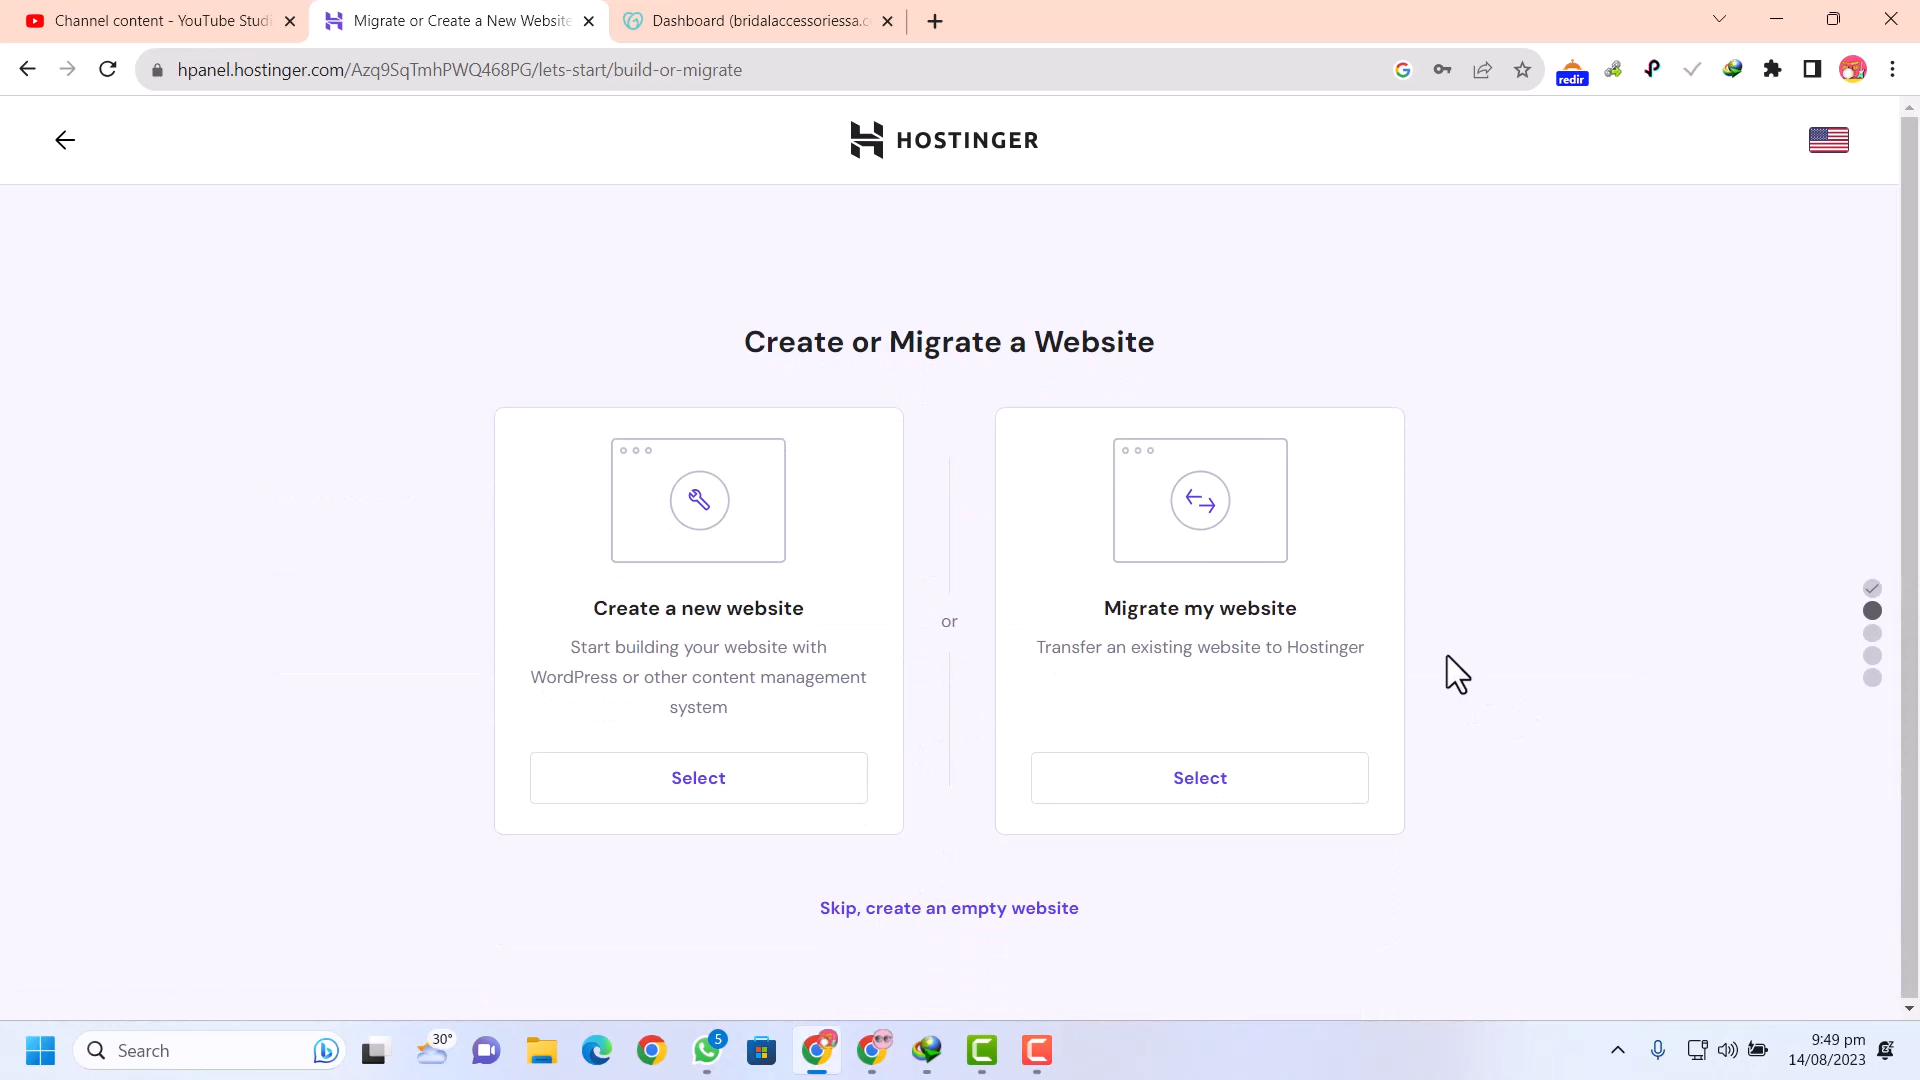 Channel content - YouTube Studi
Migrate or Create a New Website
Dashboard (bridalaccessoriessa.c
hpanel.hostinger.com/Azq9SqTmhPWQ468PG/lets-start/build-or-migrate
redir
HOSTINGER
Create or Migrate a Website
Create a new website
Start building your website with
WordPress or other content management
system
Select
or
Migrate my website
Transfer an existing website to Hostinger
Select
Skip, create an empty website
Search
30°
5
9:49 pm
14/08/2023